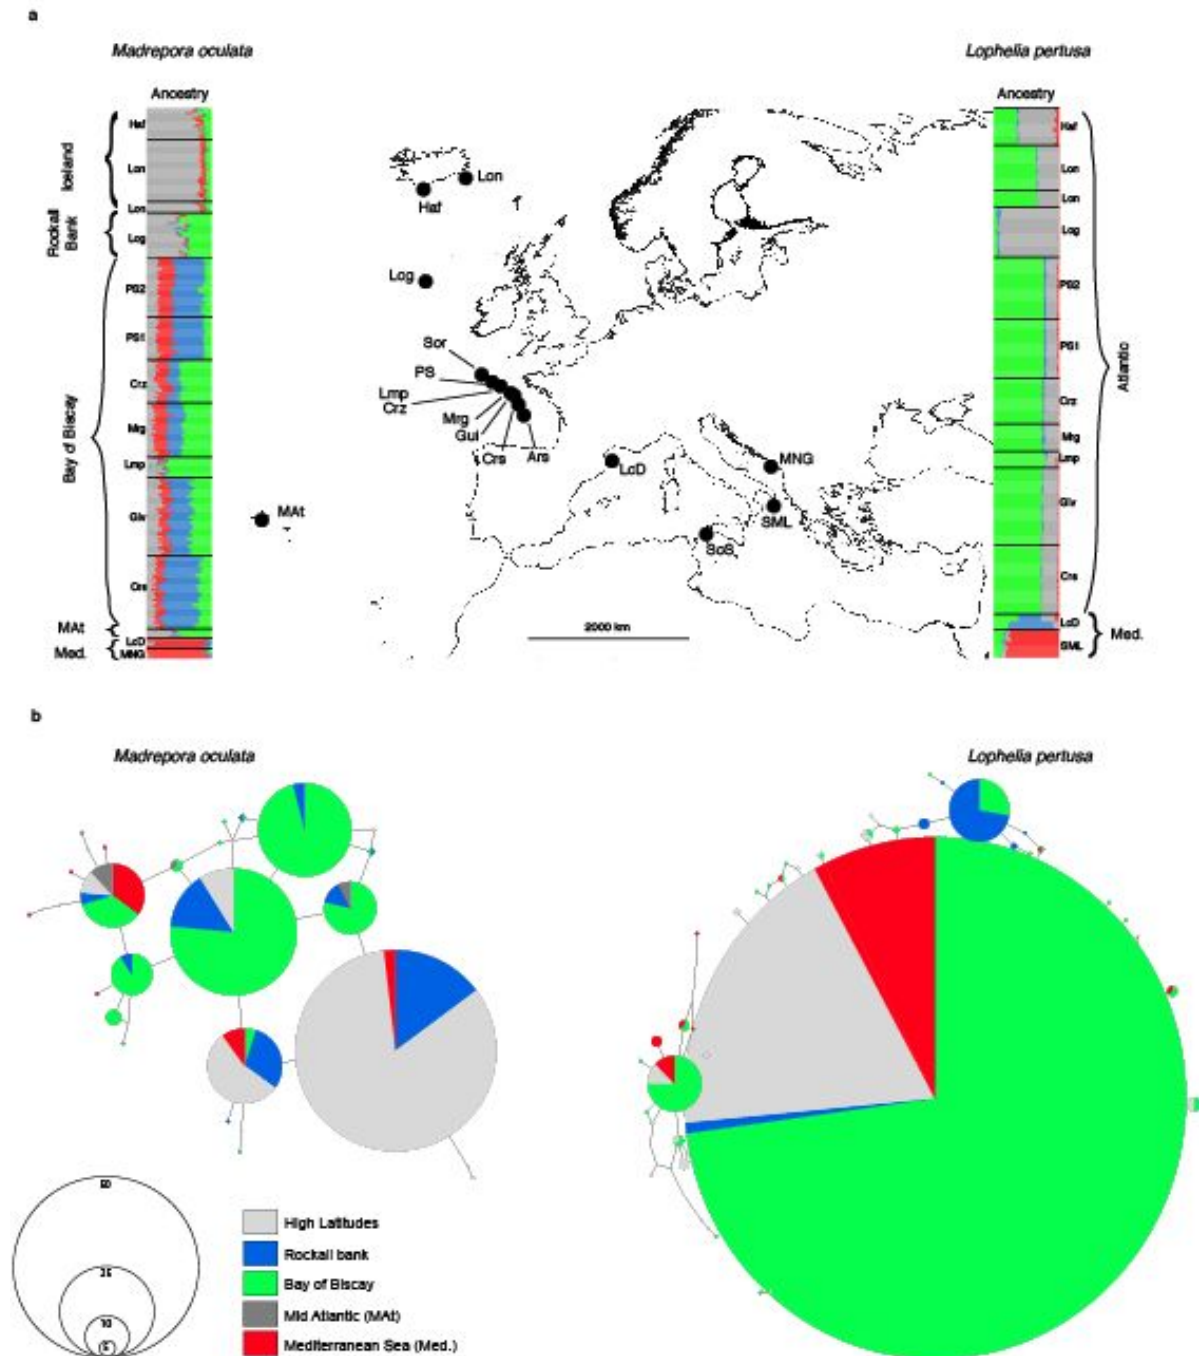 a
Madrepora oculata
Lophelia pertusa
Ancestry
Ancestry
Iceland
Rockall
Bank
Bay of Biscay
MAt
Med.
Haf
Lon
Lon
Log
PS2
PS1
Crz
Mrg
Lmp
Crs
LcD
MNG
Lon
Haf
Log
Sor
PS
Lmp
Crz
Mrg
Gul
Crs
Ars
MAt
LcD
MNG
SML
SoS
2000 km
Haf
Lon
Lon
Log
PS2
PS1
Crz
Mrg
Lmp
Crs
LcD
SML
Atlantic
Med.
b
Madrepora oculata
Lophelia pertusa
25
10
5
High Latitudes
Rockall bank
Bay of Biscay
Mid Atlantic (MAt)
Mediterranean Sea (Med.)